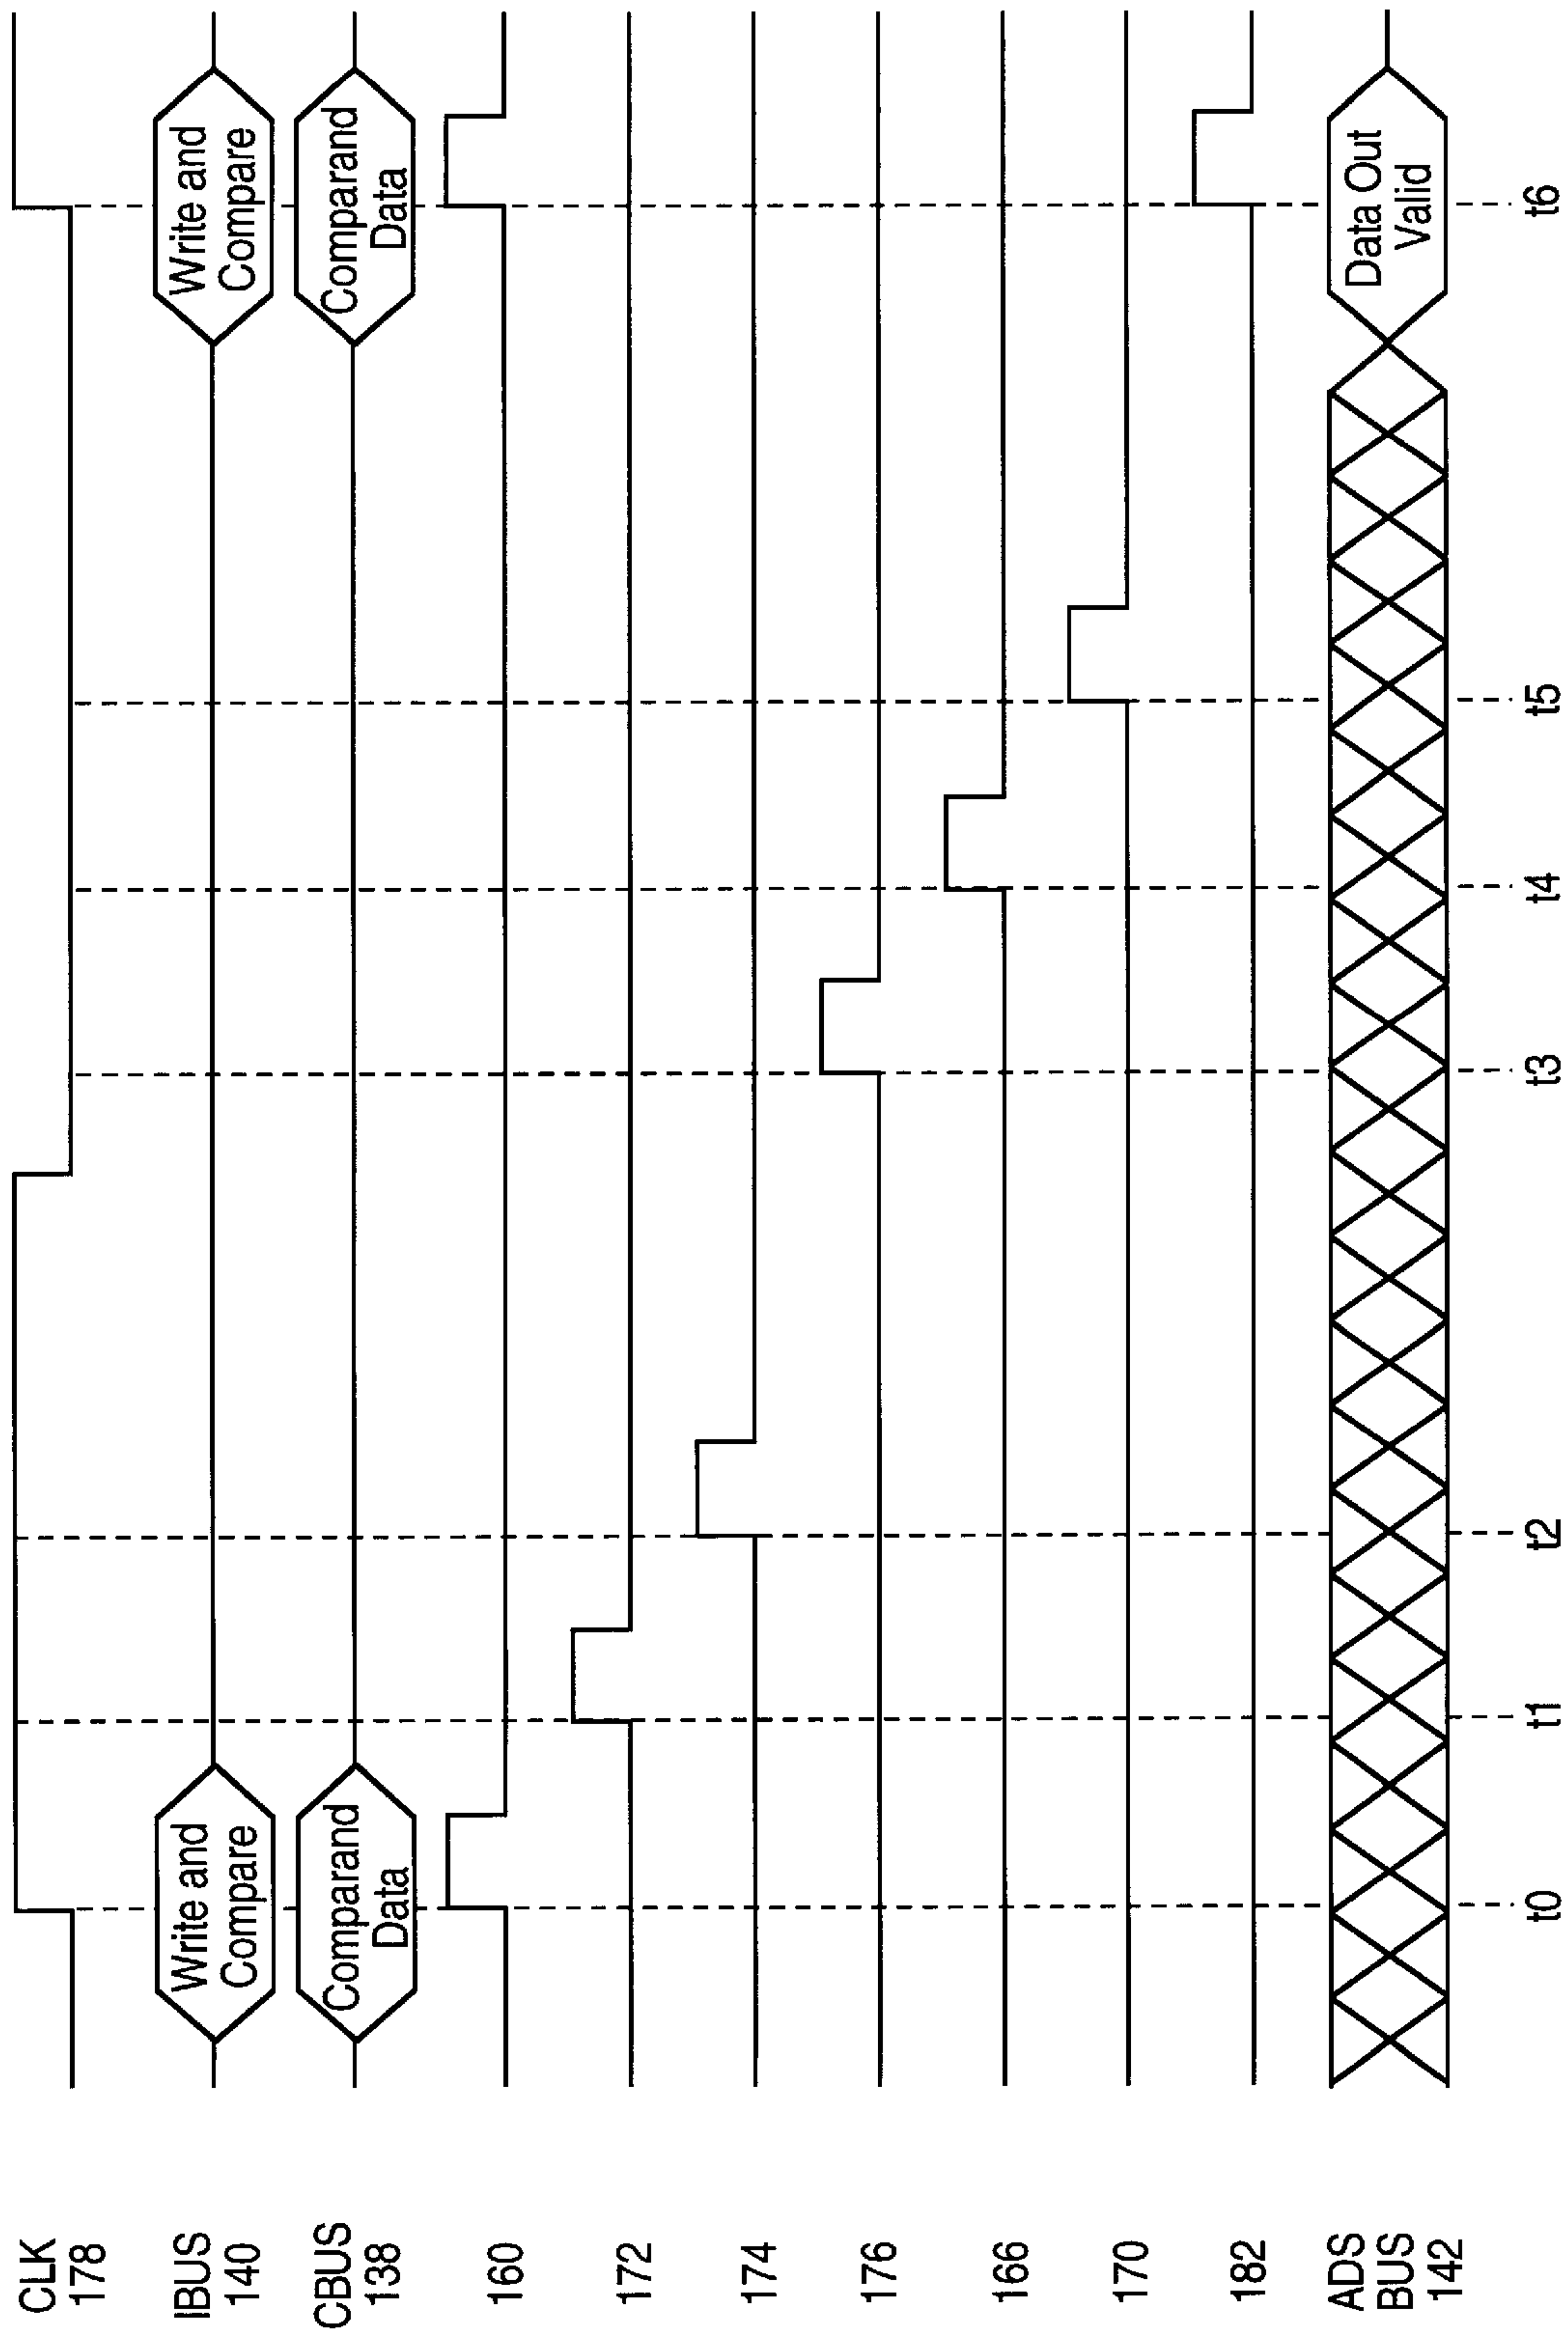 CLK
178
IBUS
140
Write and
Compare
Write and
Compare
CBUS
138
Comparand
Data
Comparand
Data
160
172
174
176
166
170
182
ADS
BUS
142
Data Out
Valid
t0
t1
t2
t3
t4
t5
t6